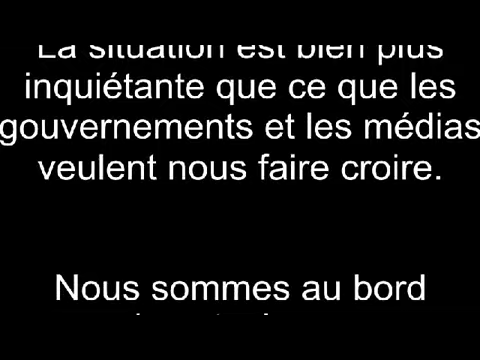 La situation est bien plus
inquiétante que ce que les
gouvernements et les médias
veulent nous faire croire.
Nous sommes au bord